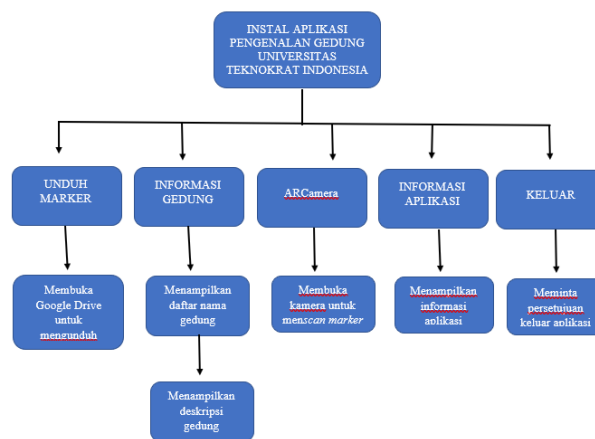 INSTAL APLIKASI
PENGENALAN GEDUNG
UNIVERSITAS
TEKNOKRAT INDONESIA
UNDUH
MARKER
INFORMASI
GEDUNG
ARCamera
INFORMASI
APLIKASI
KELUAR
Membuka
Google Drive
untuk
mengunduh
Menampilkan
daftar nama
gedung
Membuka
kamera untuk
menscan marker
Menampilkan
informasi
aplikasi
Meminta
persetujuan
keluar aplikasi
Menampilkan
deskripsi
gedung